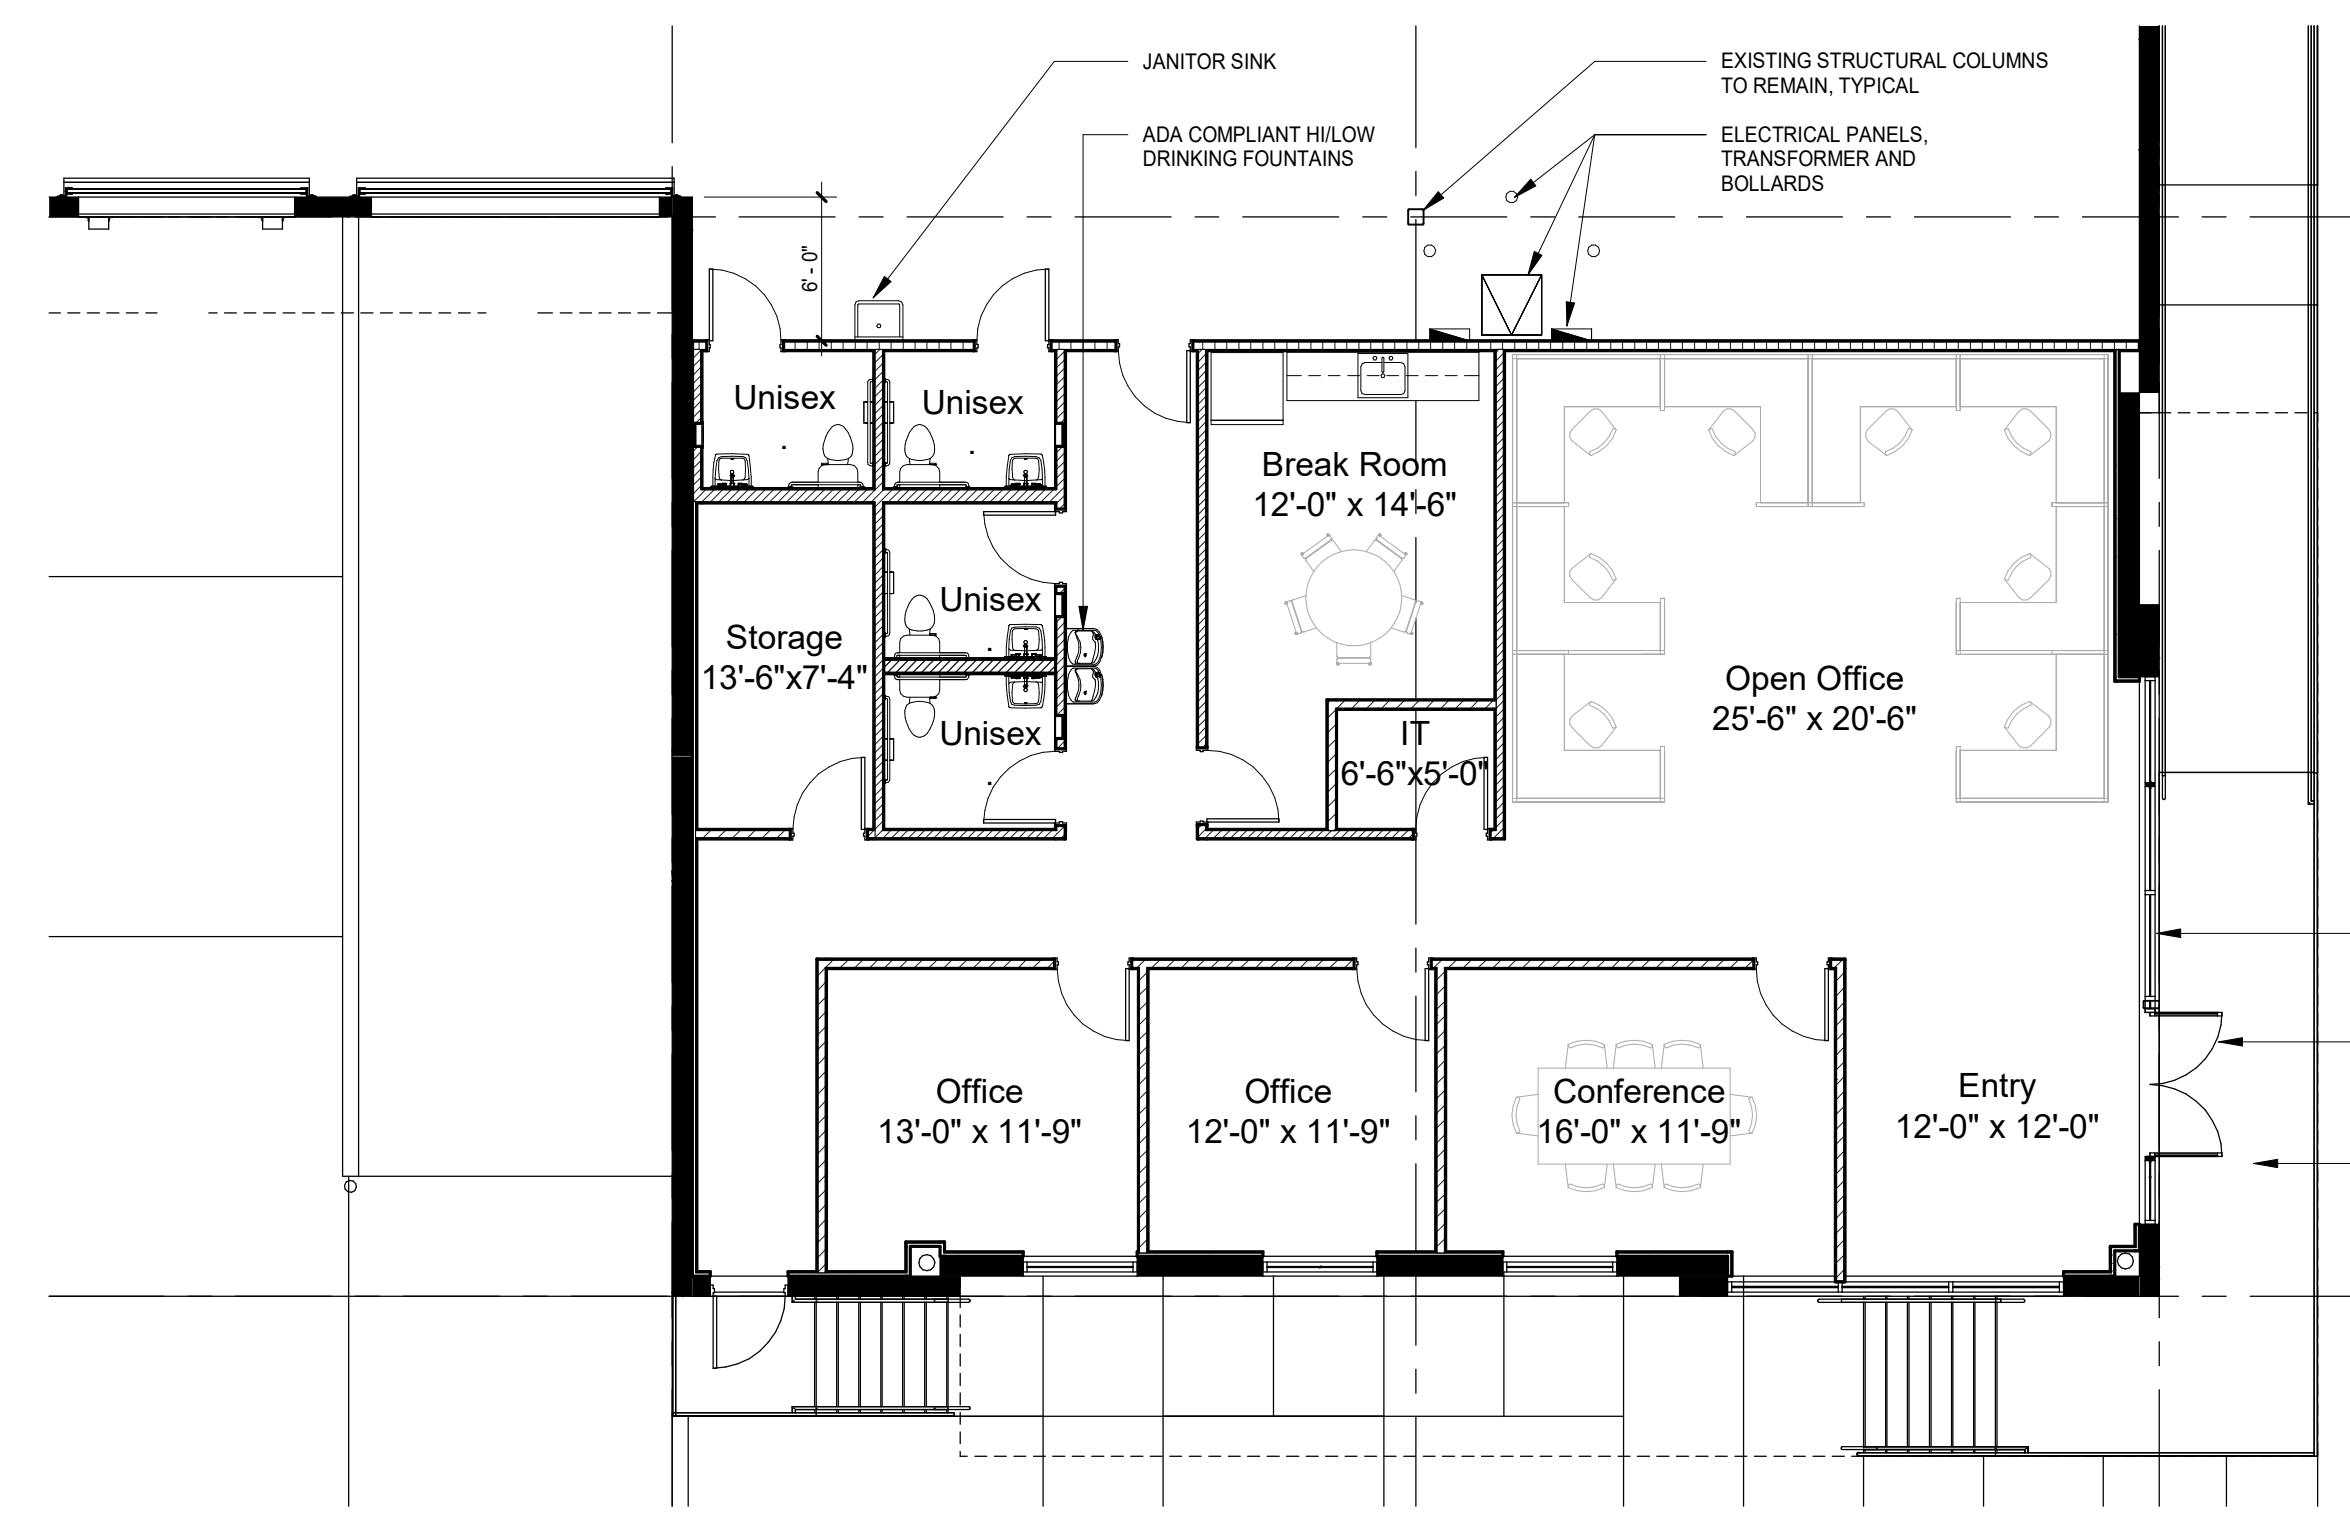 JANITOR SINK
EXISTING STRUCTURAL COLUMNS
TO REMAIN, TYPICAL
ADA COMPLIANT HI/LOW
DRINKING FOUNTAINS
ELECTRICAL PANELS,
TRANSFORMER AND
BOLLARDS
6' - 0"
Unisex
Unisex
Break Room
12'-0" x 14'-6"
Unisex
Storage
13'-6"x7'-4"
Unisex
IT
6'-6"x5'-0"
Open Office
25'-6" x 20'-6"
Office
13'-0" x 11'-9"
Office
12'-0" x 11'-9"
Conference
16'-0" x 11'-9"
Entry
12'-0" x 12'-0"